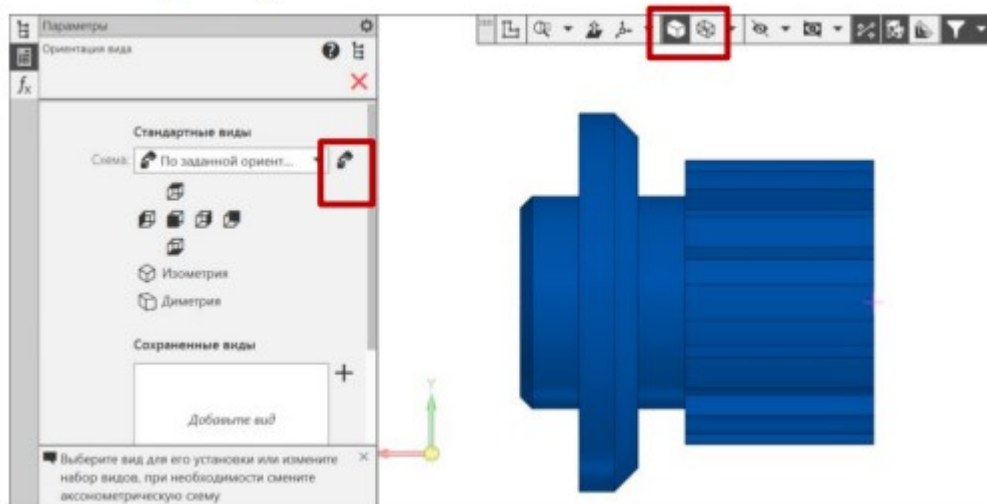 Параметры
Ориентация вида
fx
Стандартные виды
Схема: По заданной ориент...
Изометрия
Диметрия
Сохраненные виды
Добавьте вид
Y
Выберите вид для его установки или измените
набор видов, при необходимости смените
аксонометрическую схему